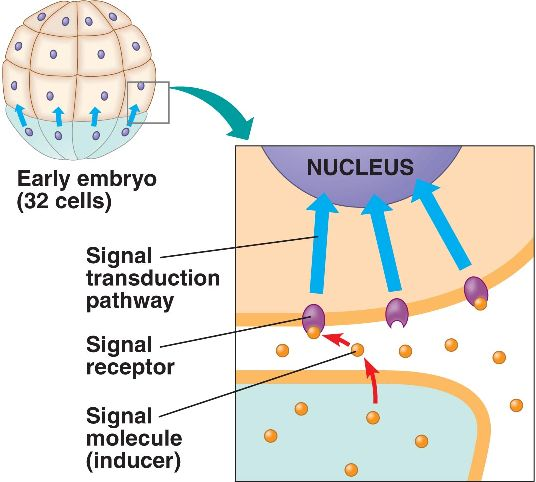 Early embryo
(32 cells)
NUCLEUS
Signal
transduction
pathway
Signal
receptor
Signal
molecule
(inducer)